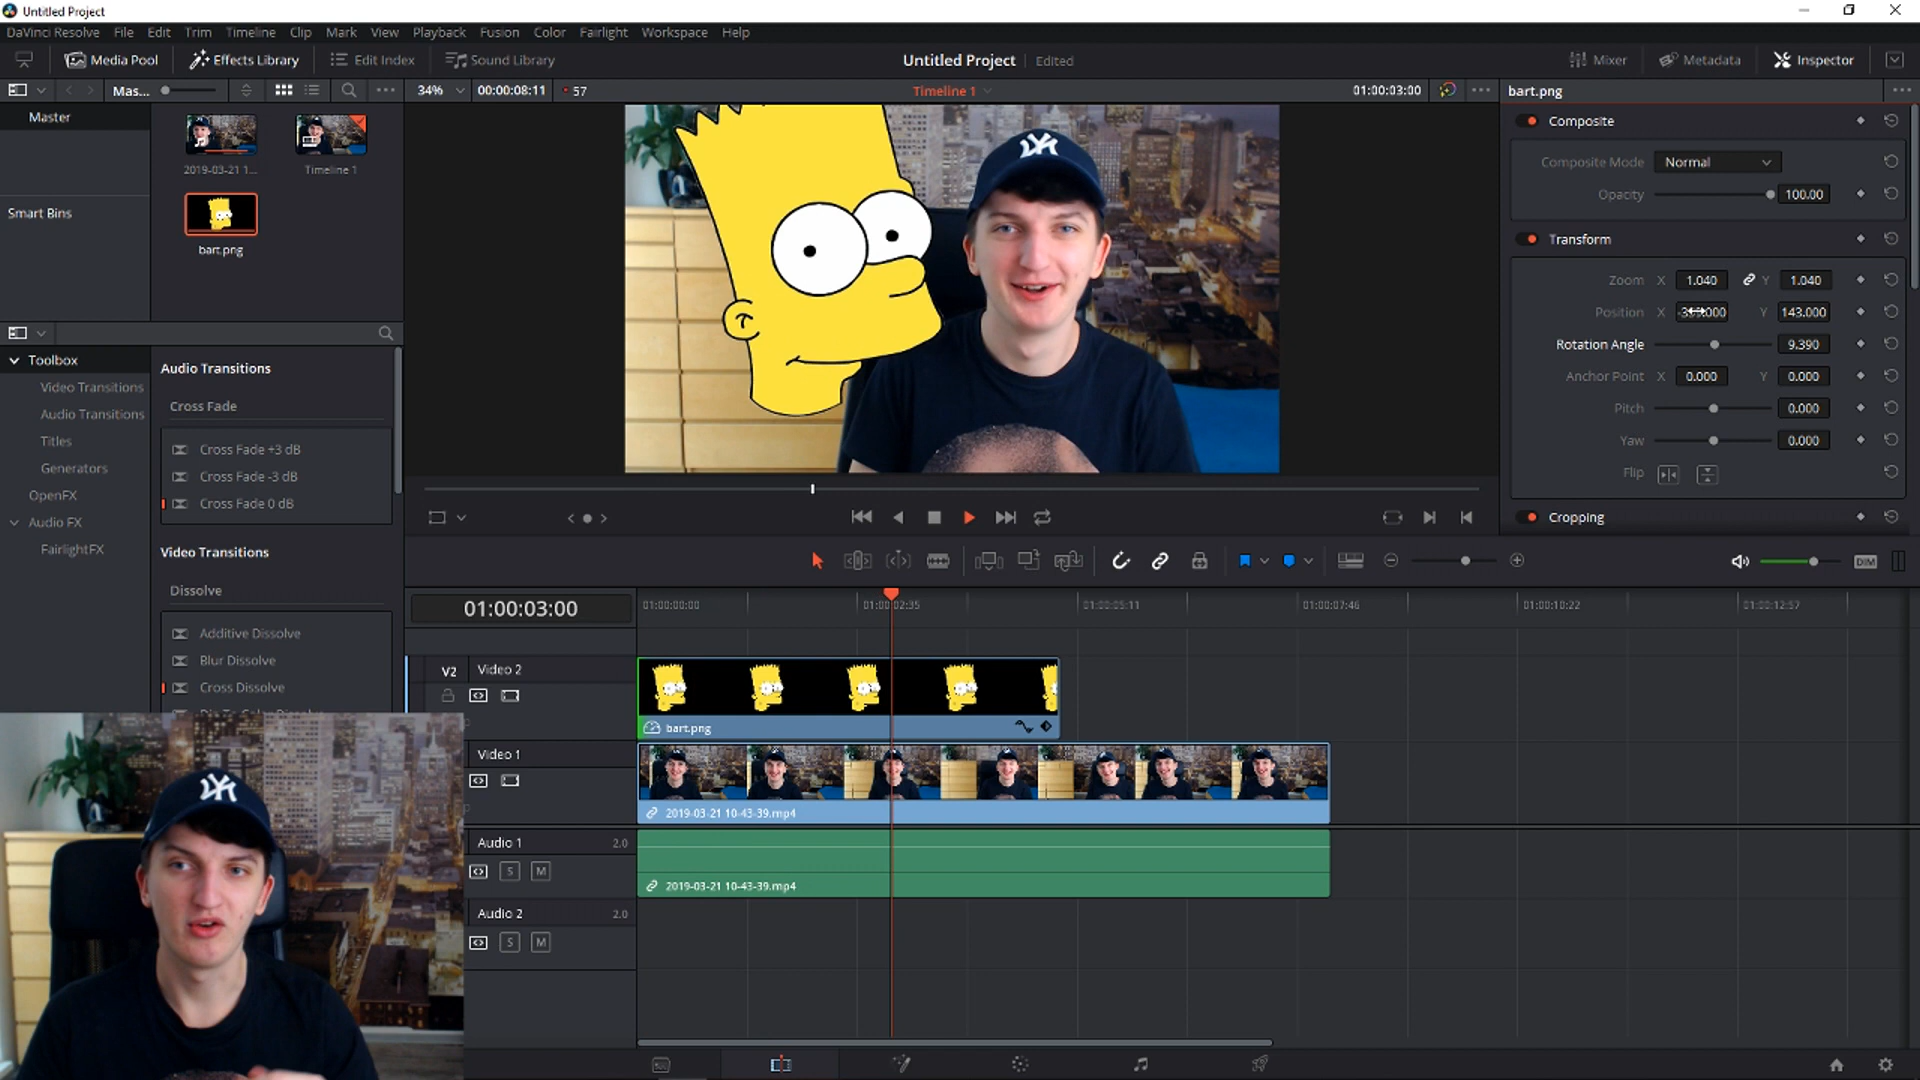 Untitled Project
DaVinci Resolve File Edit Trim Timeline Clip Mark View Playback Fusion Color Fairlight Workspace Help
Media Pool Effects Library Edit Index Sound Library Untitled Project Edited Mixer Metadata Inspector
Mas... 34% 00:00:08:11 57 Timeline 1 01:00:03:00 bart.png
Master
2019-03-21 1... Timeline 1
Smart Bins
bart.png
Composite
Composite Mode Normal
Opacity 100.00
Transform
Zoom X 1.040 Y 1.040
Position X Y 143.000
Rotation Angle 9.390
Anchor Point X 0.000 Y 0.000
Pitch 0.000
Yaw 0.000
Flip
Cropping
Toolbox
Video Transitions
Audio Transitions
Titles
Generators
OpenFX
Audio FX
FairlightFX
Audio Transitions
Cross Fade
Cross Fade +3 dB
Cross Fade -3 dB
Cross Fade 0 dB
Video Transitions
Dissolve
Additive Dissolve
Blur Dissolve
Cross Dissolve
DIM
01:00:03:00 01:00:00:00 01:00:02:35 01:00:05:11 01:00:07:46 01:00:10:22 01:00:12:57
V2 Video 2
bart.png
Video 1
2019-03-21 10-43-39.mp4
Audio 1 2.0
S M
2019-03-21 10-43-39.mp4
Audio 2 2.0
S M